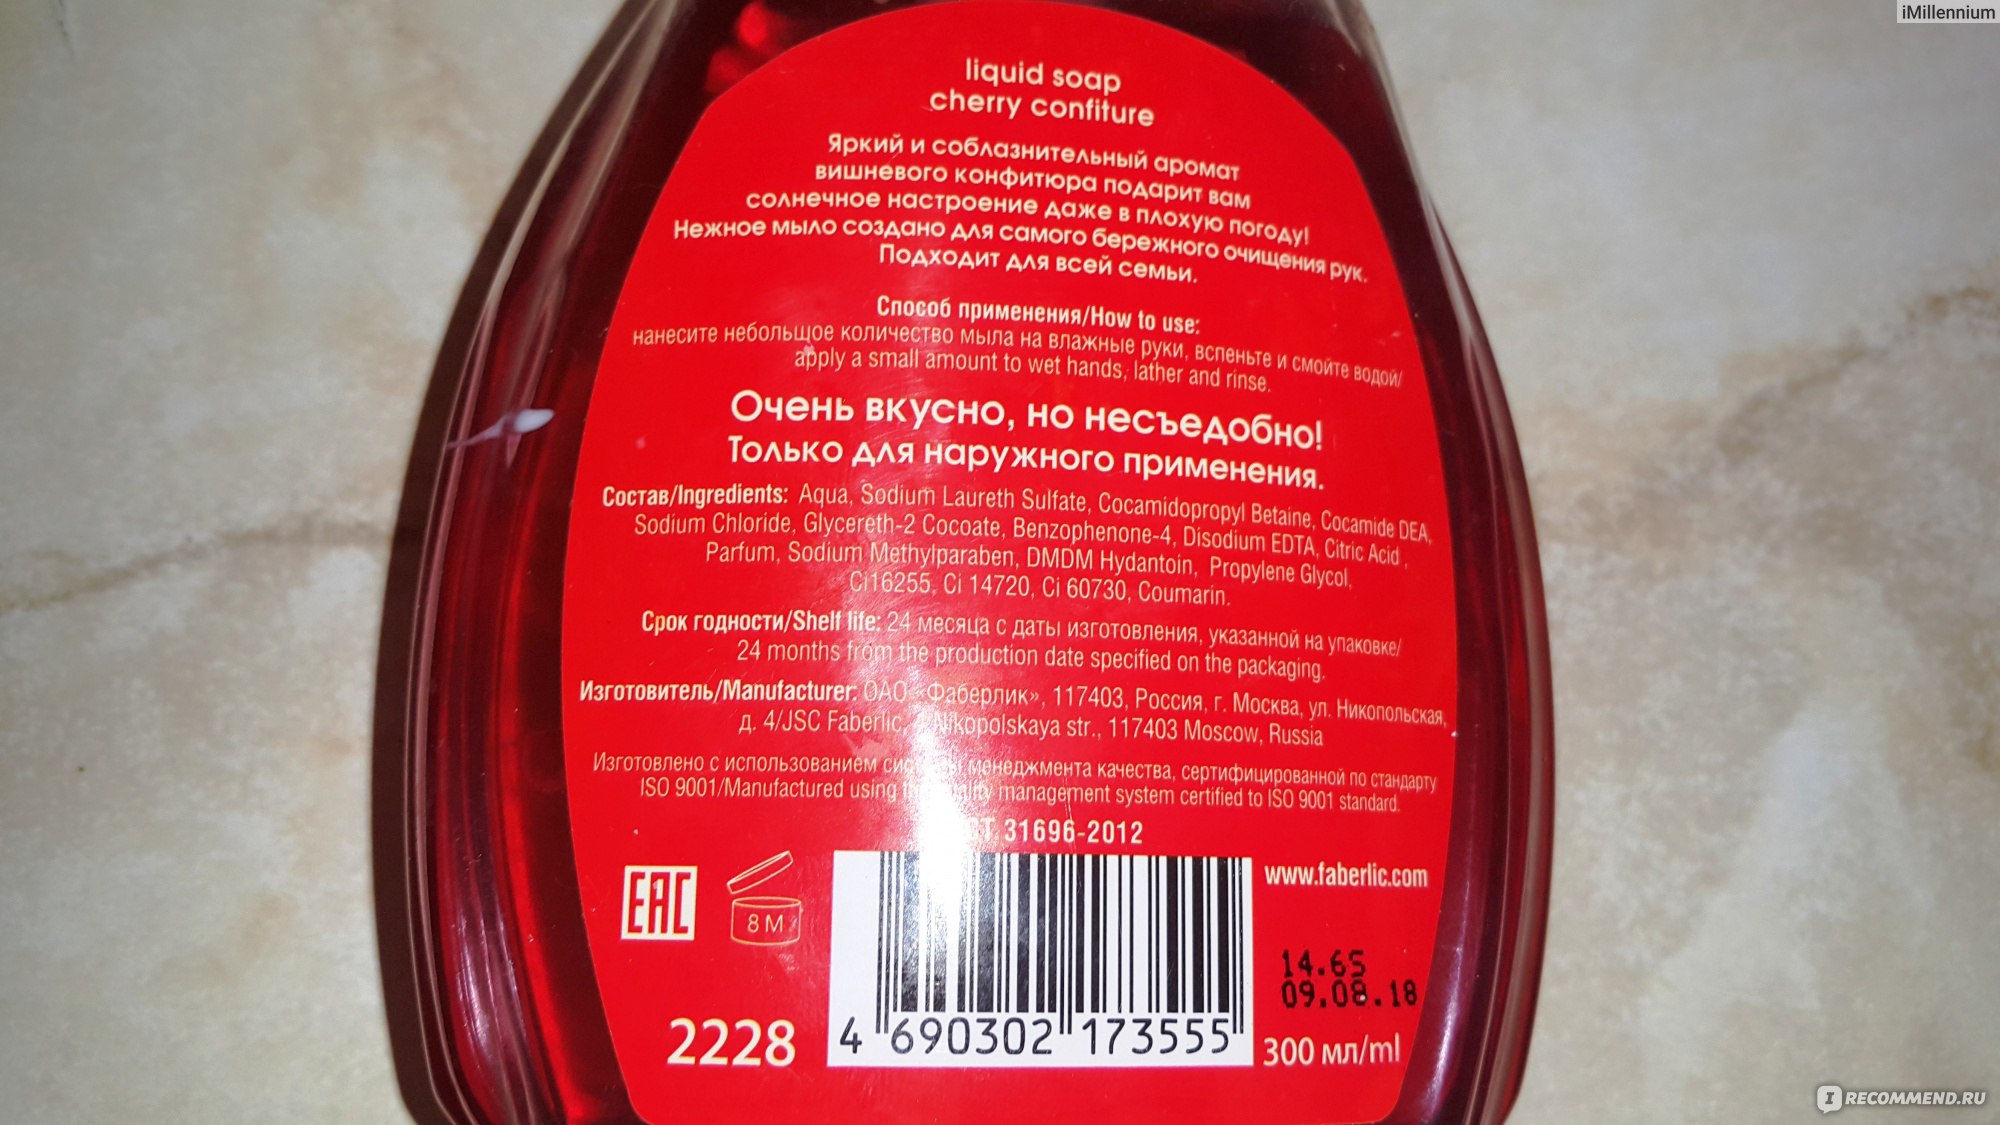 iMillennium
liquid soap
cherry confiture
Яркий и соблазнительный аромат
вишневого конфитюра подарит вам
солнечное настроение даже в плохую погоду!
Нежное мыло создано для самого бережного очищения рук.
Подходит для всей семьи.
Способ применения/How to use:
нанесите небольшое количество мыла на влажные руки, вспеньте и смойте водой/
apply a small amount to wet hands, lather and rinse.
Очень вкусно, но несъедобно!
Только для наружного применения.
Состав/Ingredients: Aqua, Sodium Laureth Sulfate, Cocamidopropyl Betaine, Cocamide DEA,
Sodium Chloride, Glycereth-2 Cocoate, Benzophenone-4, Disodium EDTA, Citric Acid,
Parfum, Sodium Methylparaben, DMDM Hydantoin, Propylene Glycol,
Ci16255, Ci 14720, Ci 60730, Coumarin.
Срок годности/Shelf life: 24 месяца с даты изготовления, указанной на упаковке/
24 months from the production date specified on the packaging.
Изготовитель/Manufacturer: ОАО «Фаберлик», 117403, Россия, г. Москва, ул. Никопольская,
д. 4/JSC Faberlic, Nikopolskaya str., 117403 Moscow, Russia
Изготовлено с использованием системы менеджмента качества, сертифицированной по стандарту
ISO 9001/Manufactured using the quality management system certified to ISO 9001 standard.
31696-2012
EAC
8 M
www.faberlic.com
14.65
09.08.18
2228
4 690302 173555
300 мл/ml
IRECOMMEND.RU